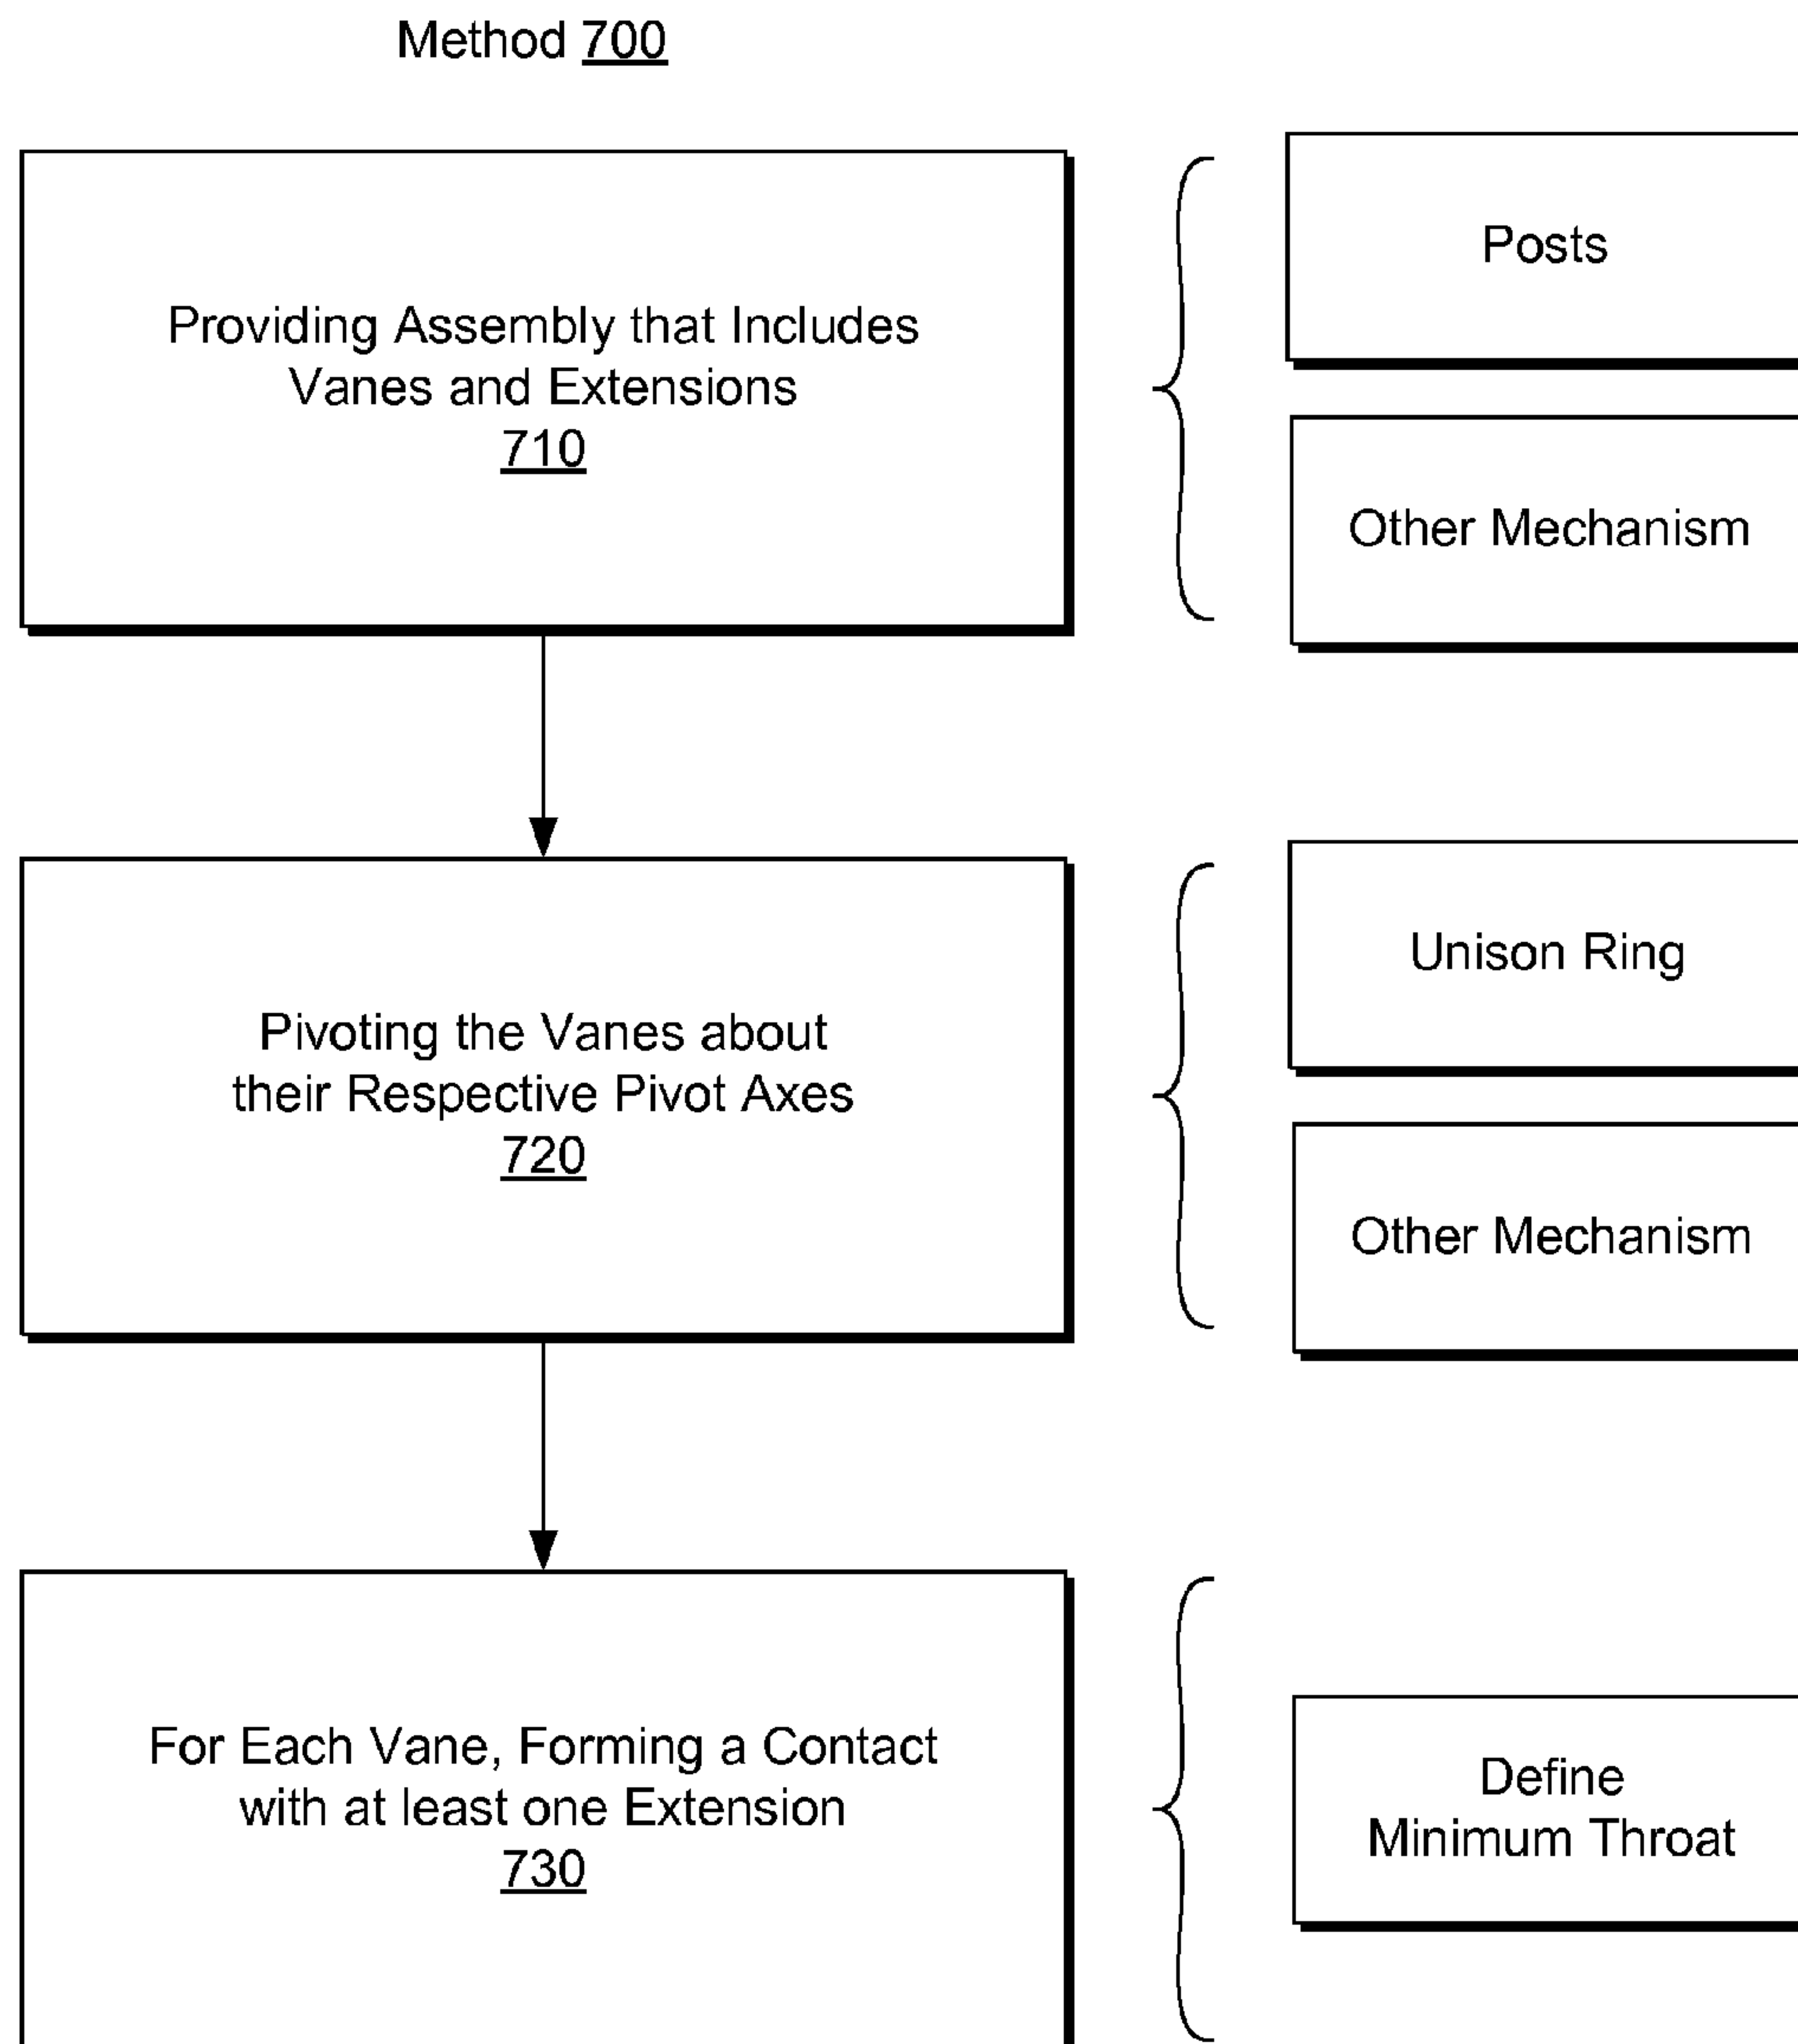 Method 700
Providing Assembly that Includes
Vanes and Extensions
710
Posts
Other Mechanism
Pivoting the Vanes about
their Respective Pivot Axes
720
Unison Ring
Other Mechanism
For Each Vane, Forming a Contact
with at least one Extension
730
Define
Minimum Throat